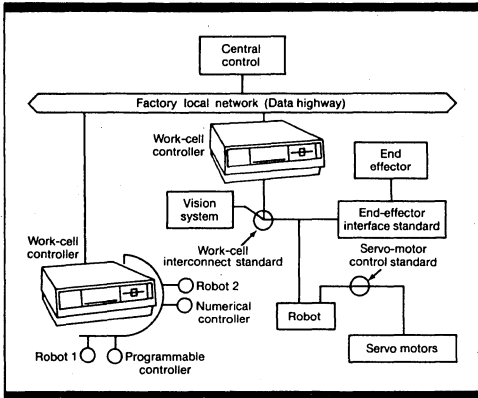 Central
control
Factory local network (Data highway)
Work-cell
controller
End
effector
Vision
system
End-effector
interface standard
Work-cell
interconnect standard
Servo-motor
control standard
Work-cell
controller
Robot 2
Numerical
controller
Robot
Servo motors
Robot 1
Programmable
controller